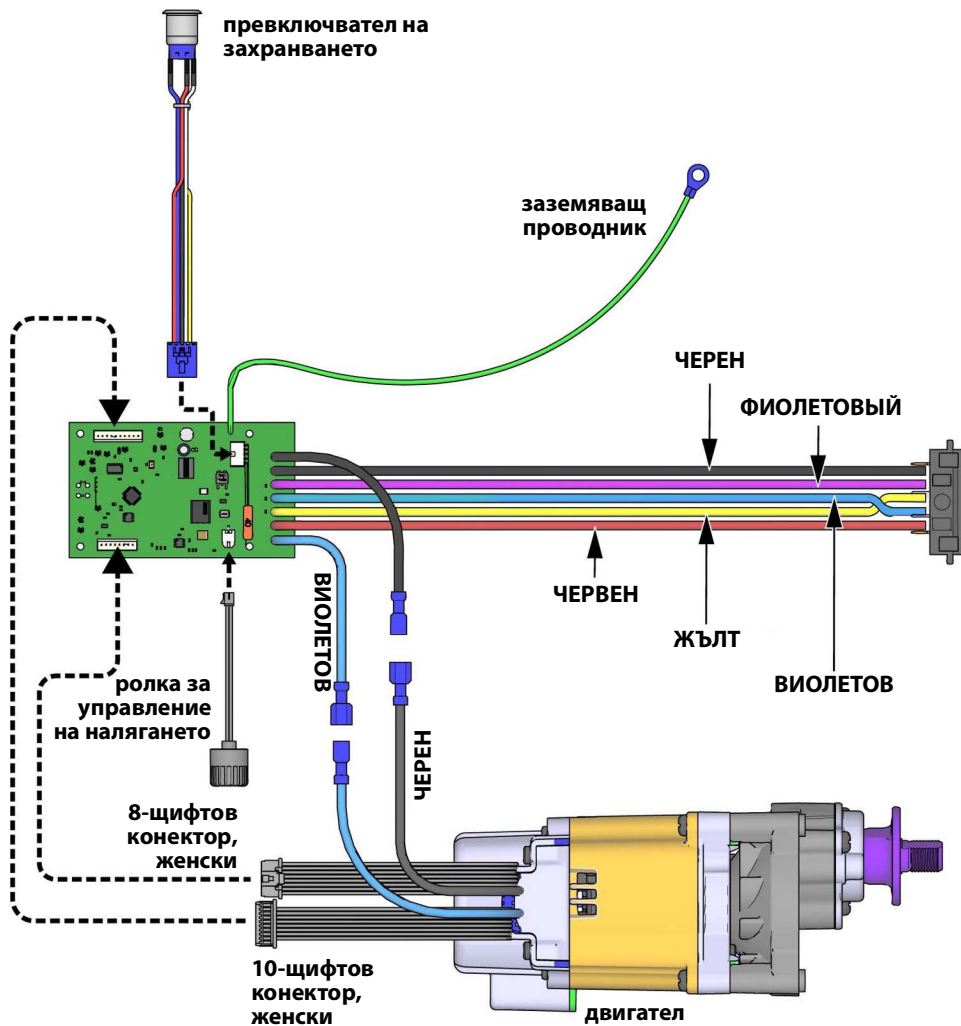 превключвател на
захранването
заземяващ
проводник
ЧЕРЕН
ФИОЛЕТОВЫЙ
ВИОЛЕТОВ
ЧЕРВЕН
ЖЪЛТ
ВИОЛЕТОВ
ролка за
управление
на налягането
ЧЕРЕН
8-щифтов
конектор,
женски
10-щифтов
конектор,
женски
двигател